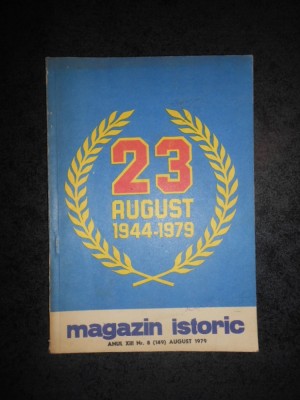 23
AUGUST
1944-1979
magazin istoric
ANUL XIII Nr. 8 (149) AUGUST 1979